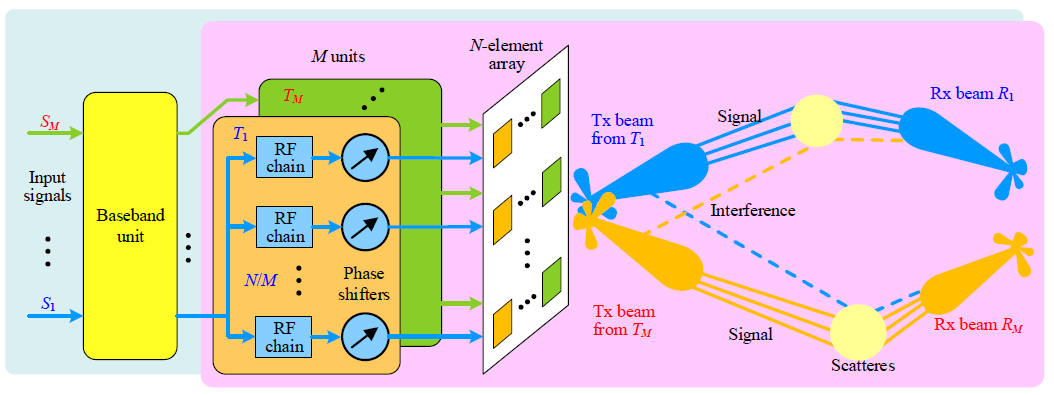 S_M
Input
signals
S_1
Baseband
unit
M units
T_M
T_1
RF
chain
RF
chain
N/M
Phase
shifters
RF
chain
N-element
array
Tx beam
from T_1
Signal
Rx beam R_1
Interference
Tx beam
from T_M
Signal
Rx beam R_M
Scatteres